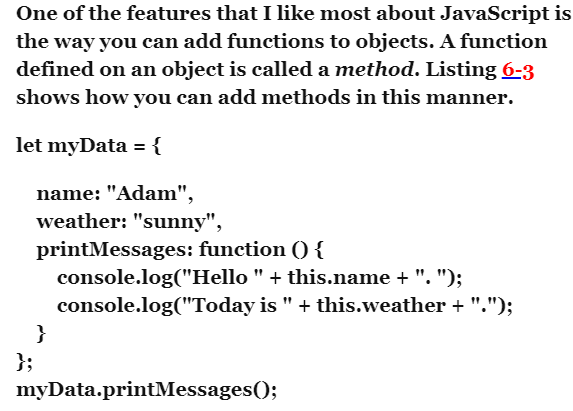 One of the features that I like most about JavaScript is
the way you can add functions to objects. A function
defined on an object is called a method. Listing 6-3
shows how you can add methods in this manner.
let myData = {
name: "Adam",
weather: "sunny",
printMessages: function () {
console.log("Hello " + this.name + ". ");
console.log("Today is " + this.weather + ".");
}
};
myData.printMessages();